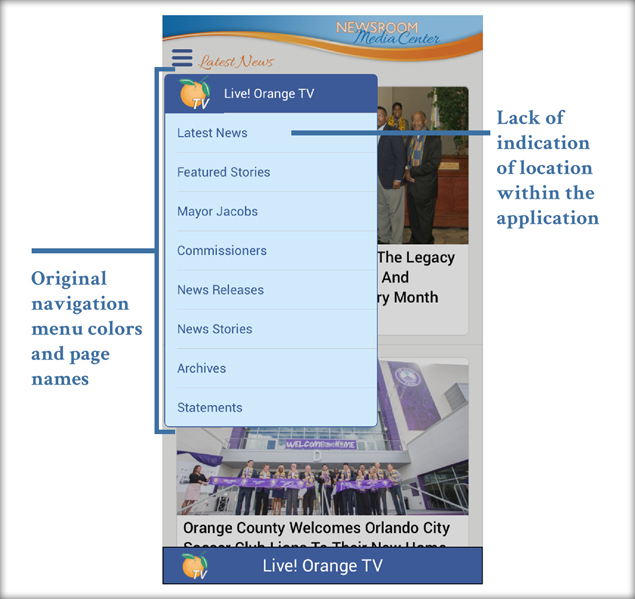 NEWSROOM
Media Center
Latest News
TV
Live! Orange TV
Latest News
Featured Stories
Mayor Jacobs
Commissioners
News Releases
News Stories
Archives
Statements
Lack of
indication
of location
within the
application
Original
navigation
menu colors
and page
names
The Legacy
And
ry Month
WELCOME HOME
Orange County Welcomes Orlando City
Soccer Club Lions To Their New Home
TV
Live! Orange TV